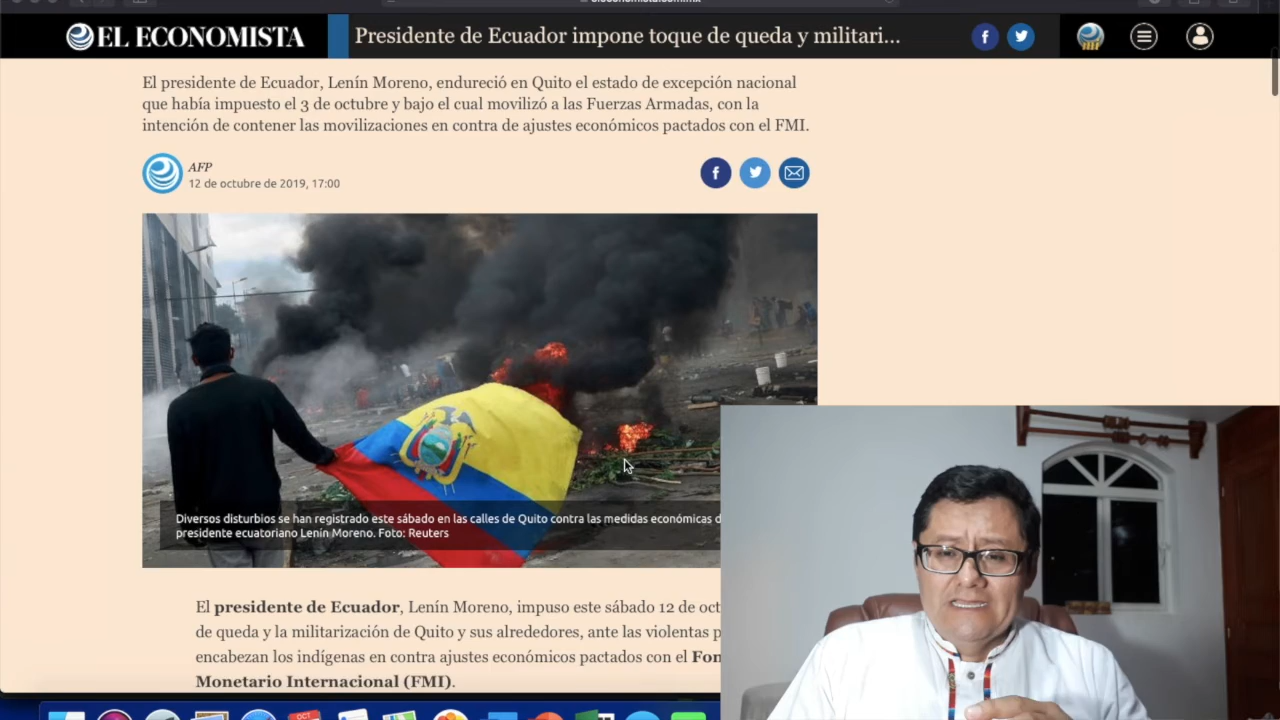 EL ECONOMISTA
Presidente de Ecuador impone toque de queda y militari...
El presidente de Ecuador, Lenín Moreno, endureció en Quito el estado de excepción nacional
que había impuesto el 3 de octubre y bajo el cual movilizó a las Fuerzas Armadas, con la
intención de contener las movilizaciones en contra de ajustes económicos pactados con el FMI.
AFP
12 de octubre de 2019, 17:00
Diversos disturbios se han registrado este sábado en las calles de Quito contra las medidas económicas d
presidente ecuatoriano Lenín Moreno. Foto: Reuters
El presidente de Ecuador, Lenín Moreno, impuso este sábado 12 de oct
de queda y la militarización de Quito y sus alrededores, ante las violentas p
encabezan los indígenas en contra ajustes económicos pactados con el Fon
Monetario Internacional (FMI).
OCT